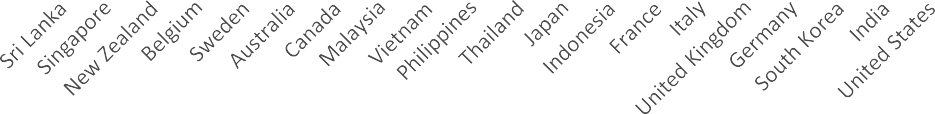 Sri Lanka
Singapore
New Zealand
Belgium
Sweden
Australia
Canada
Malaysia
Vietnam
Philippines
Thailand
Japan
Indonesia
France
Italy
United Kingdom
Germany
South Korea
India
United States